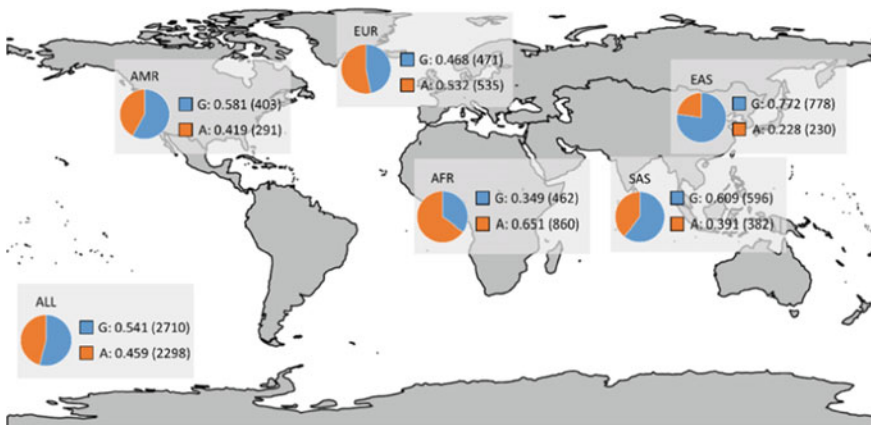 EUR
G: 0.468 (471)
A: 0.532 (535)
AMR
G: 0.581 (403)
A: 0.419 (291)
EAS
G: 0.772 (778)
A: 0.228 (230)
AFR
G: 0.349 (462)
A: 0.651 (860)
SAS
G: 0.609 (596)
A: 0.391 (382)
ALL
G: 0.541 (2710)
A: 0.459 (2298)